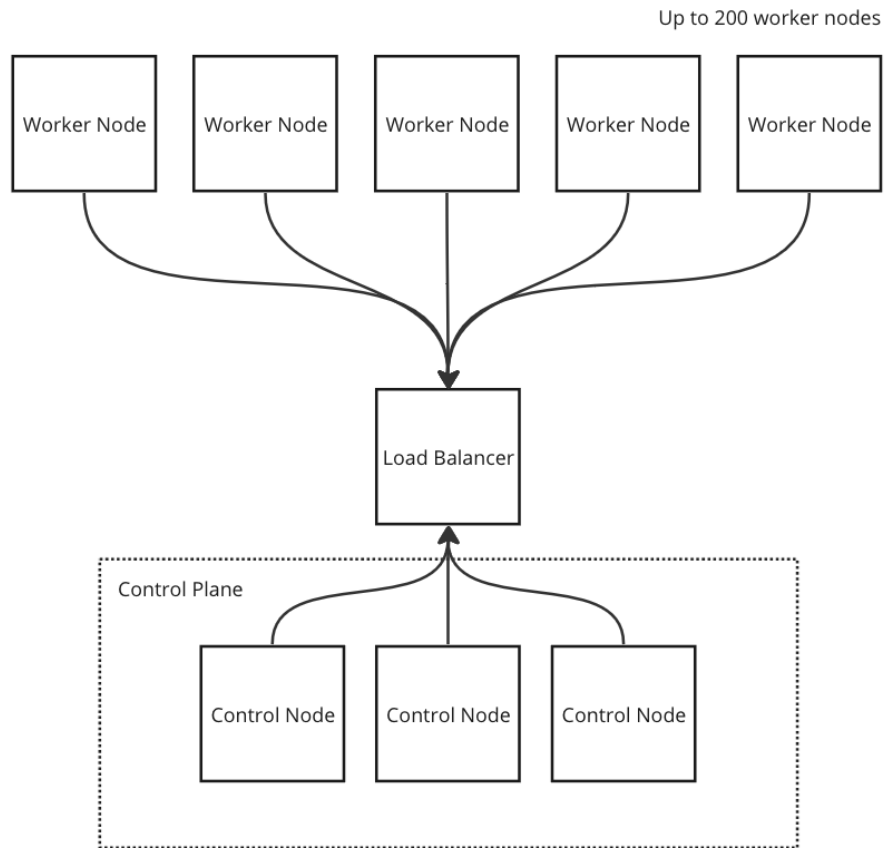 Up to 200 worker nodes
Worker Node
Worker Node
Worker Node
Worker Node
Worker Node
Load Balancer
Control Plane
Control Node
Control Node
Control Node